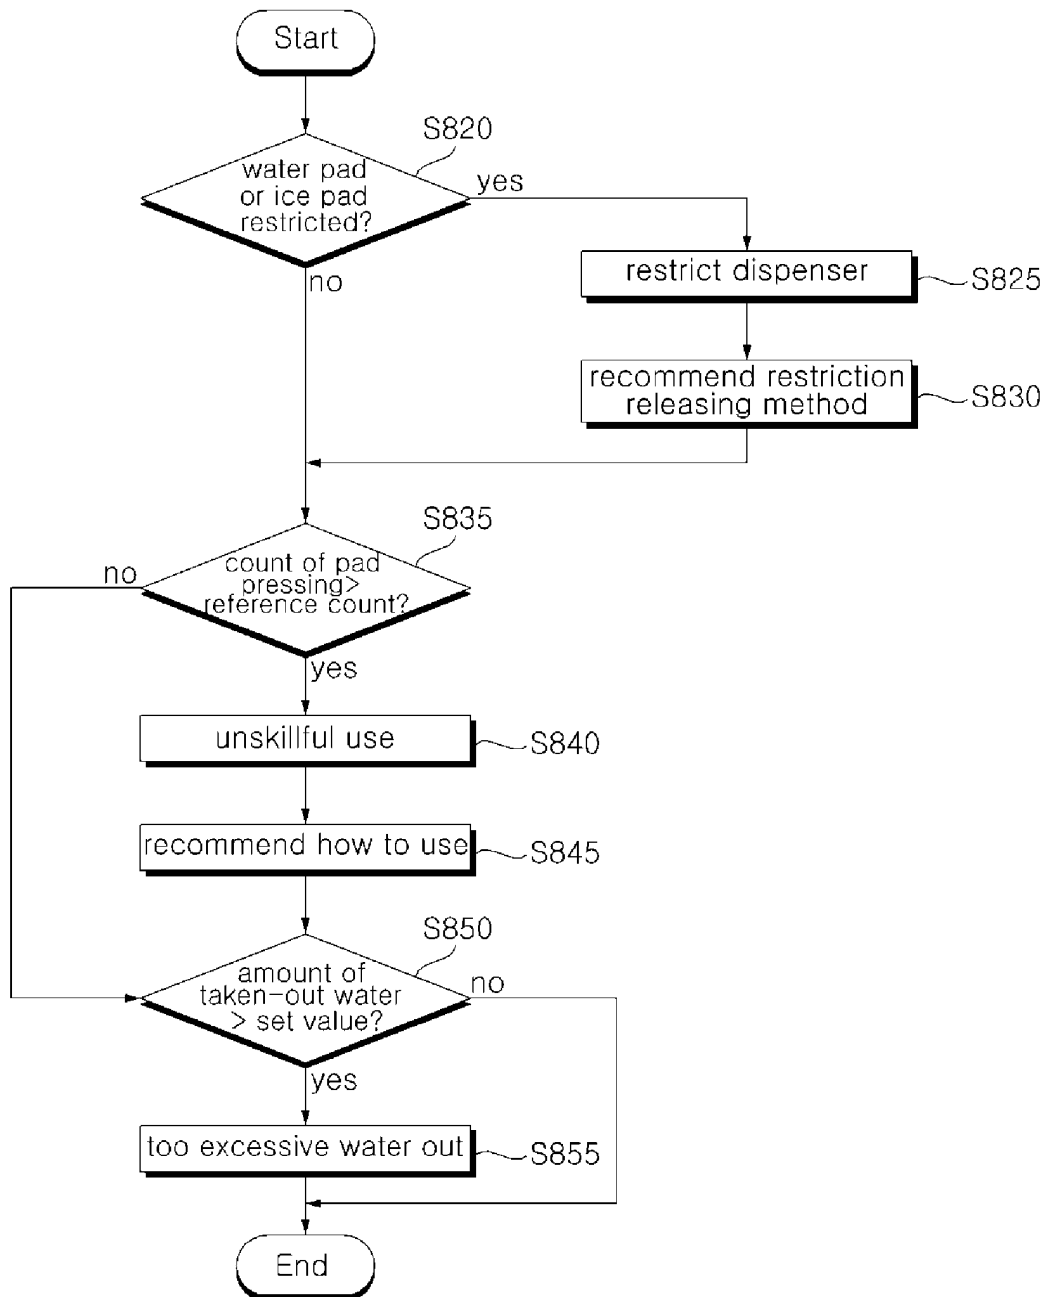 Start
S820
water pad
or ice pad
restricted?
yes
no
restrict dispenser
S825
recommend restriction
releasing method
S830
S835
count of pad
pressing>
reference count?
no
yes
unskillful use
S840
recommend how to use
S845
S850
amount of
taken-out water
> set value?
no
yes
too excessive water out
S855
End